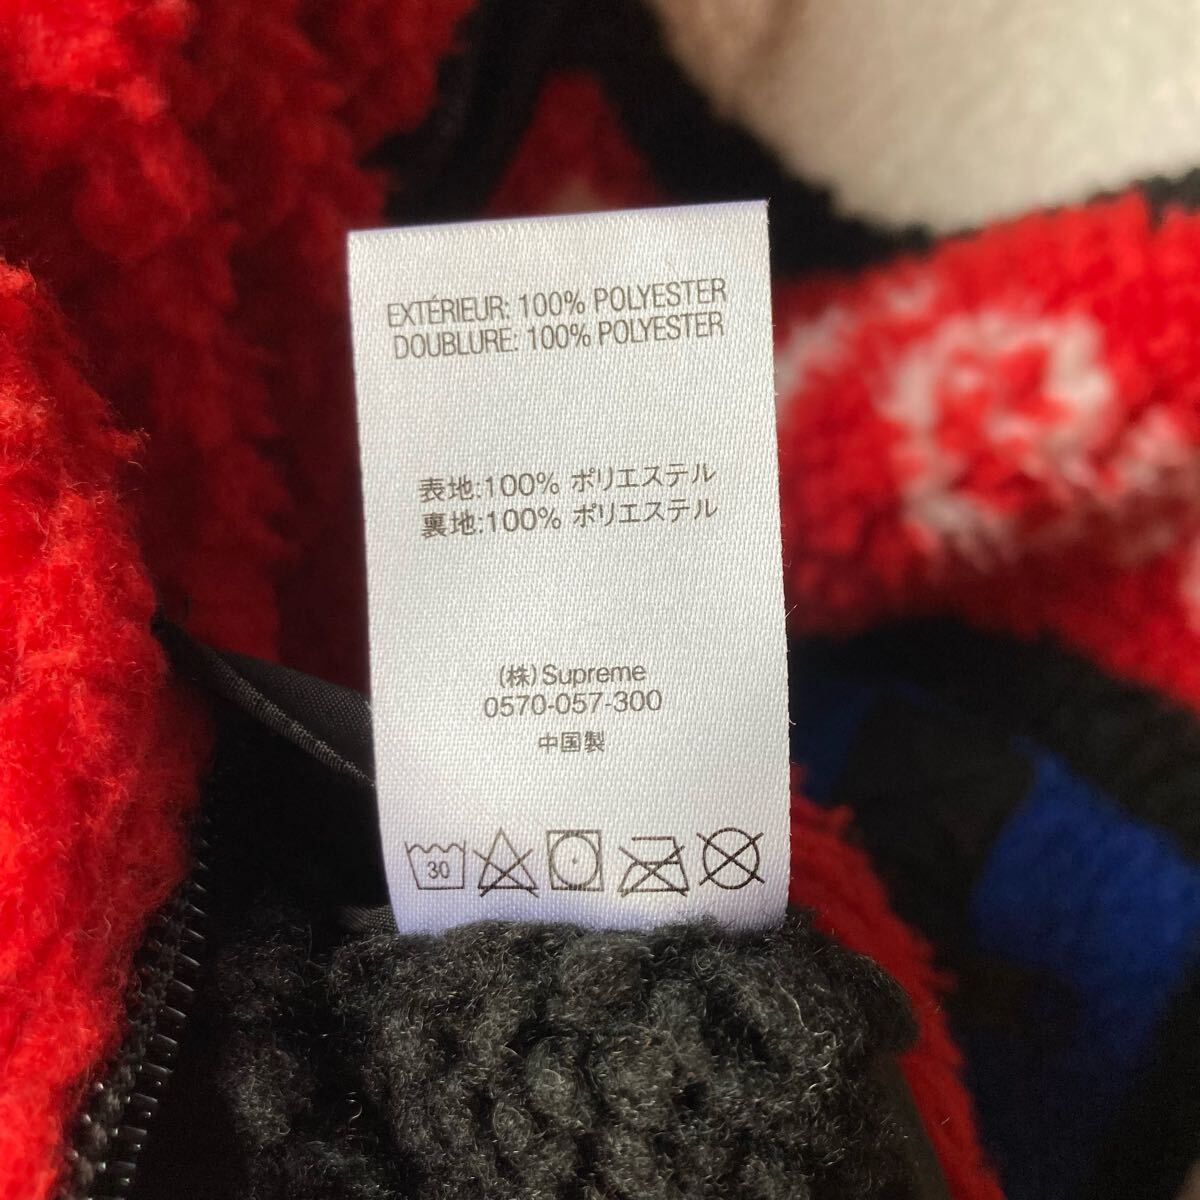 EXTÉRIEUR: 100% POLYESTER
DOUBLURE: 100% POLYESTER
表地:100% ポリエステル
裏地:100% ポリエステル
(株)Supreme
0570-057-300
中国製
30